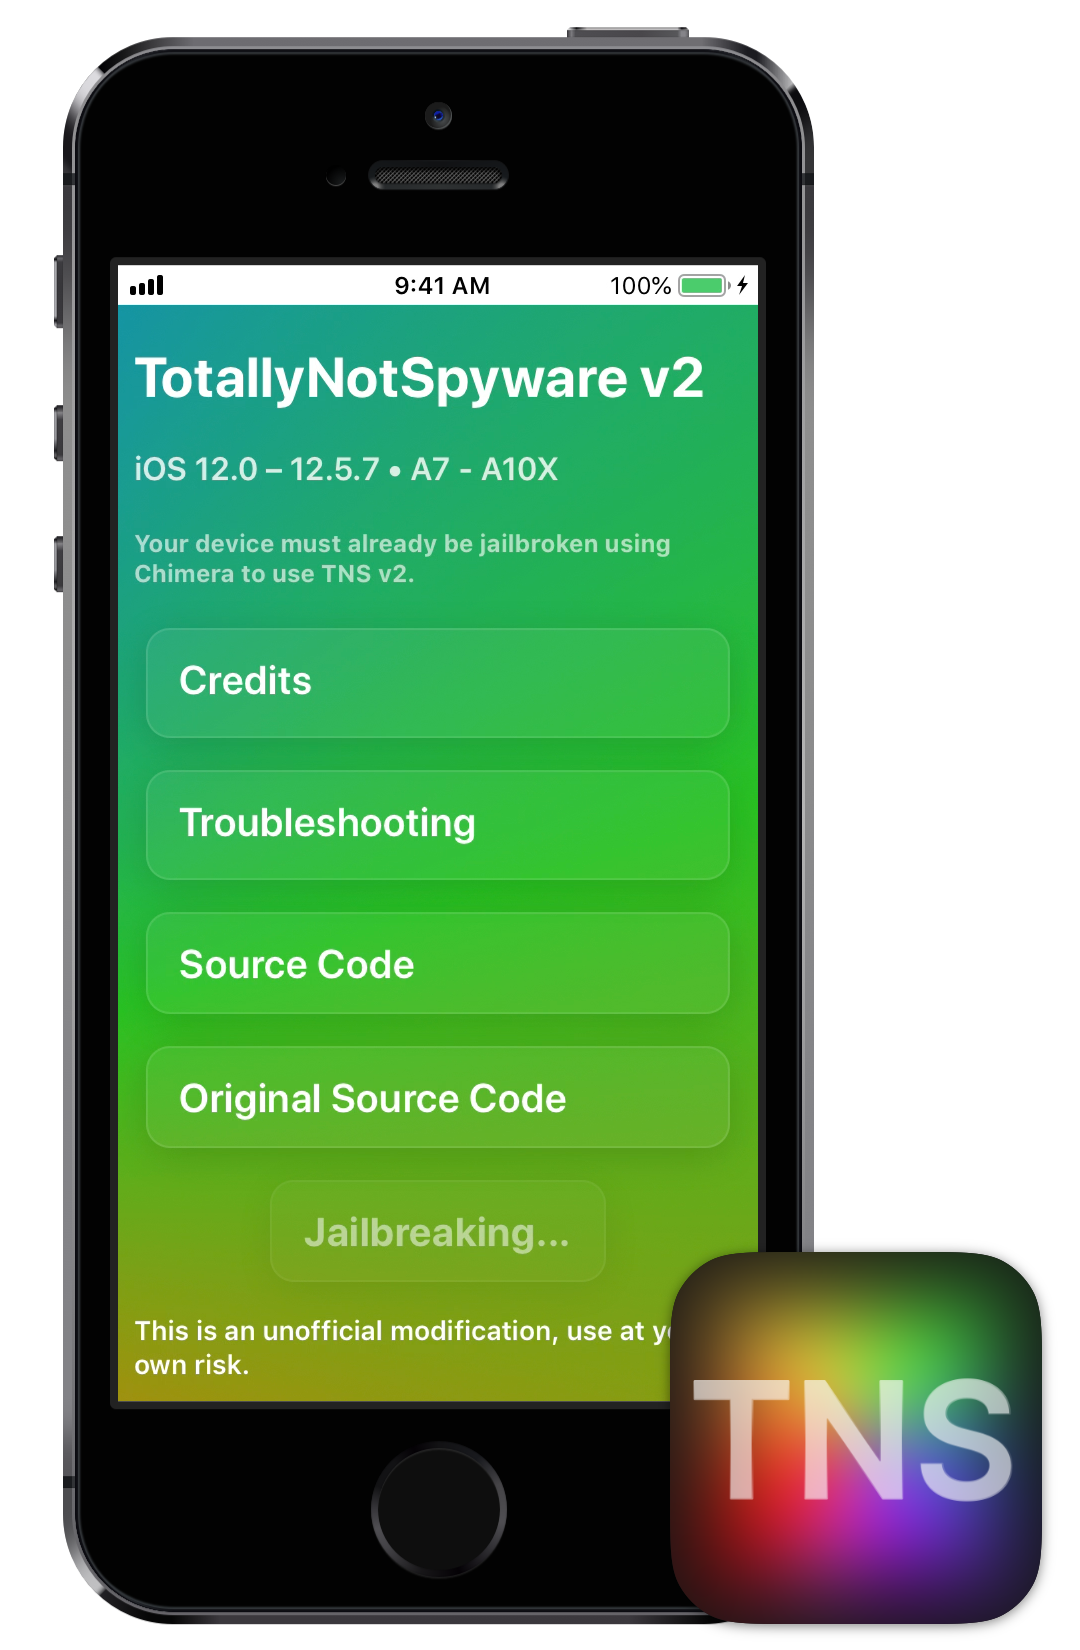 9:41 AM
100%
TotallyNotSpyware v2
iOS 12.0 – 12.5.7 • A7 - A10X
Your device must already be jailbroken using
Chimera to use TNS v2.
Credits
Troubleshooting
Source Code
Original Source Code
Jailbreaking...
This is an unofficial modification, use at
own risk.
TNS